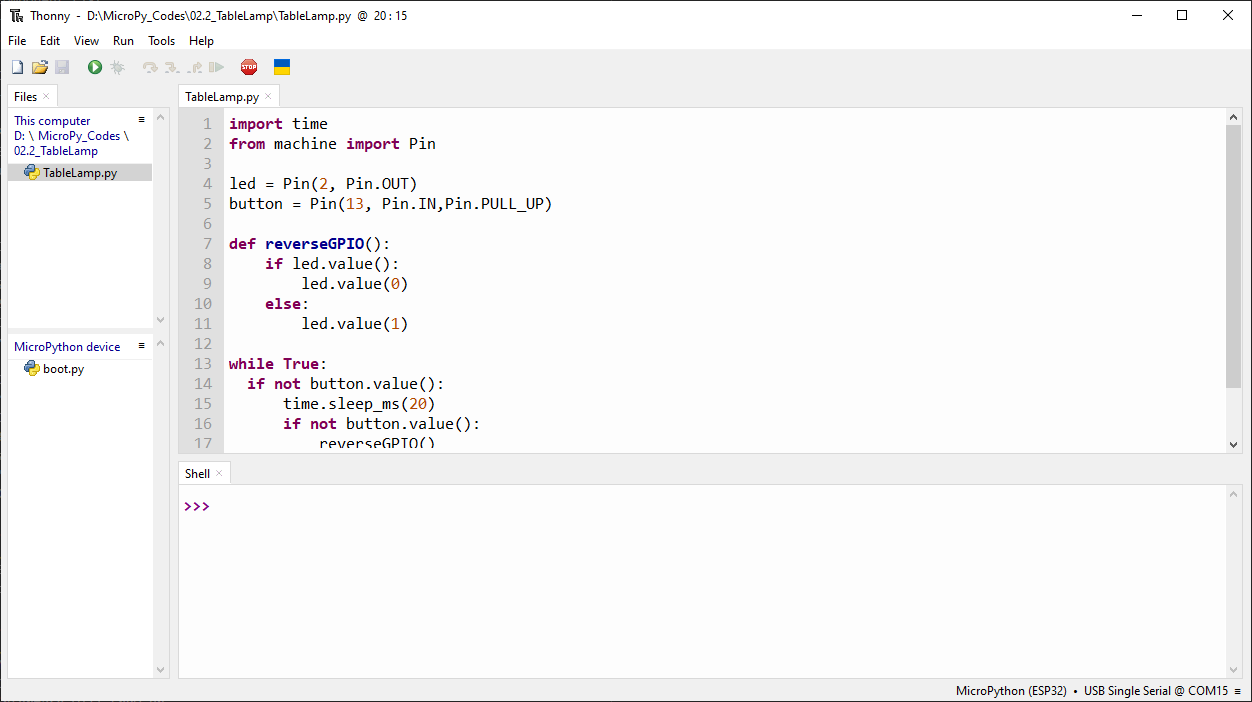 Thonny - D:\MicroPy_Codes\02.2_TableLamp\TableLamp.py @ 20 : 15
File Edit View Run Tools Help
STOP
Files
This computer
D: \ MicroPy_Codes \
02.2_TableLamp
TableLamp.py
MicroPython device
boot.py
TableLamp.py
1 import time
2 from machine import Pin
3
4 led = Pin(2, Pin.OUT)
5 button = Pin(13, Pin.IN,Pin.PULL_UP)
6
7 def reverseGPIO():
8     if led.value():
9         led.value(0)
10     else:
11         led.value(1)
12
13 while True:
14   if not button.value():
15       time.sleep_ms(20)
16       if not button.value():
17           reverseGPIO()
Shell
>>>
MicroPython (ESP32) • USB Single Serial @ COM15 ≡